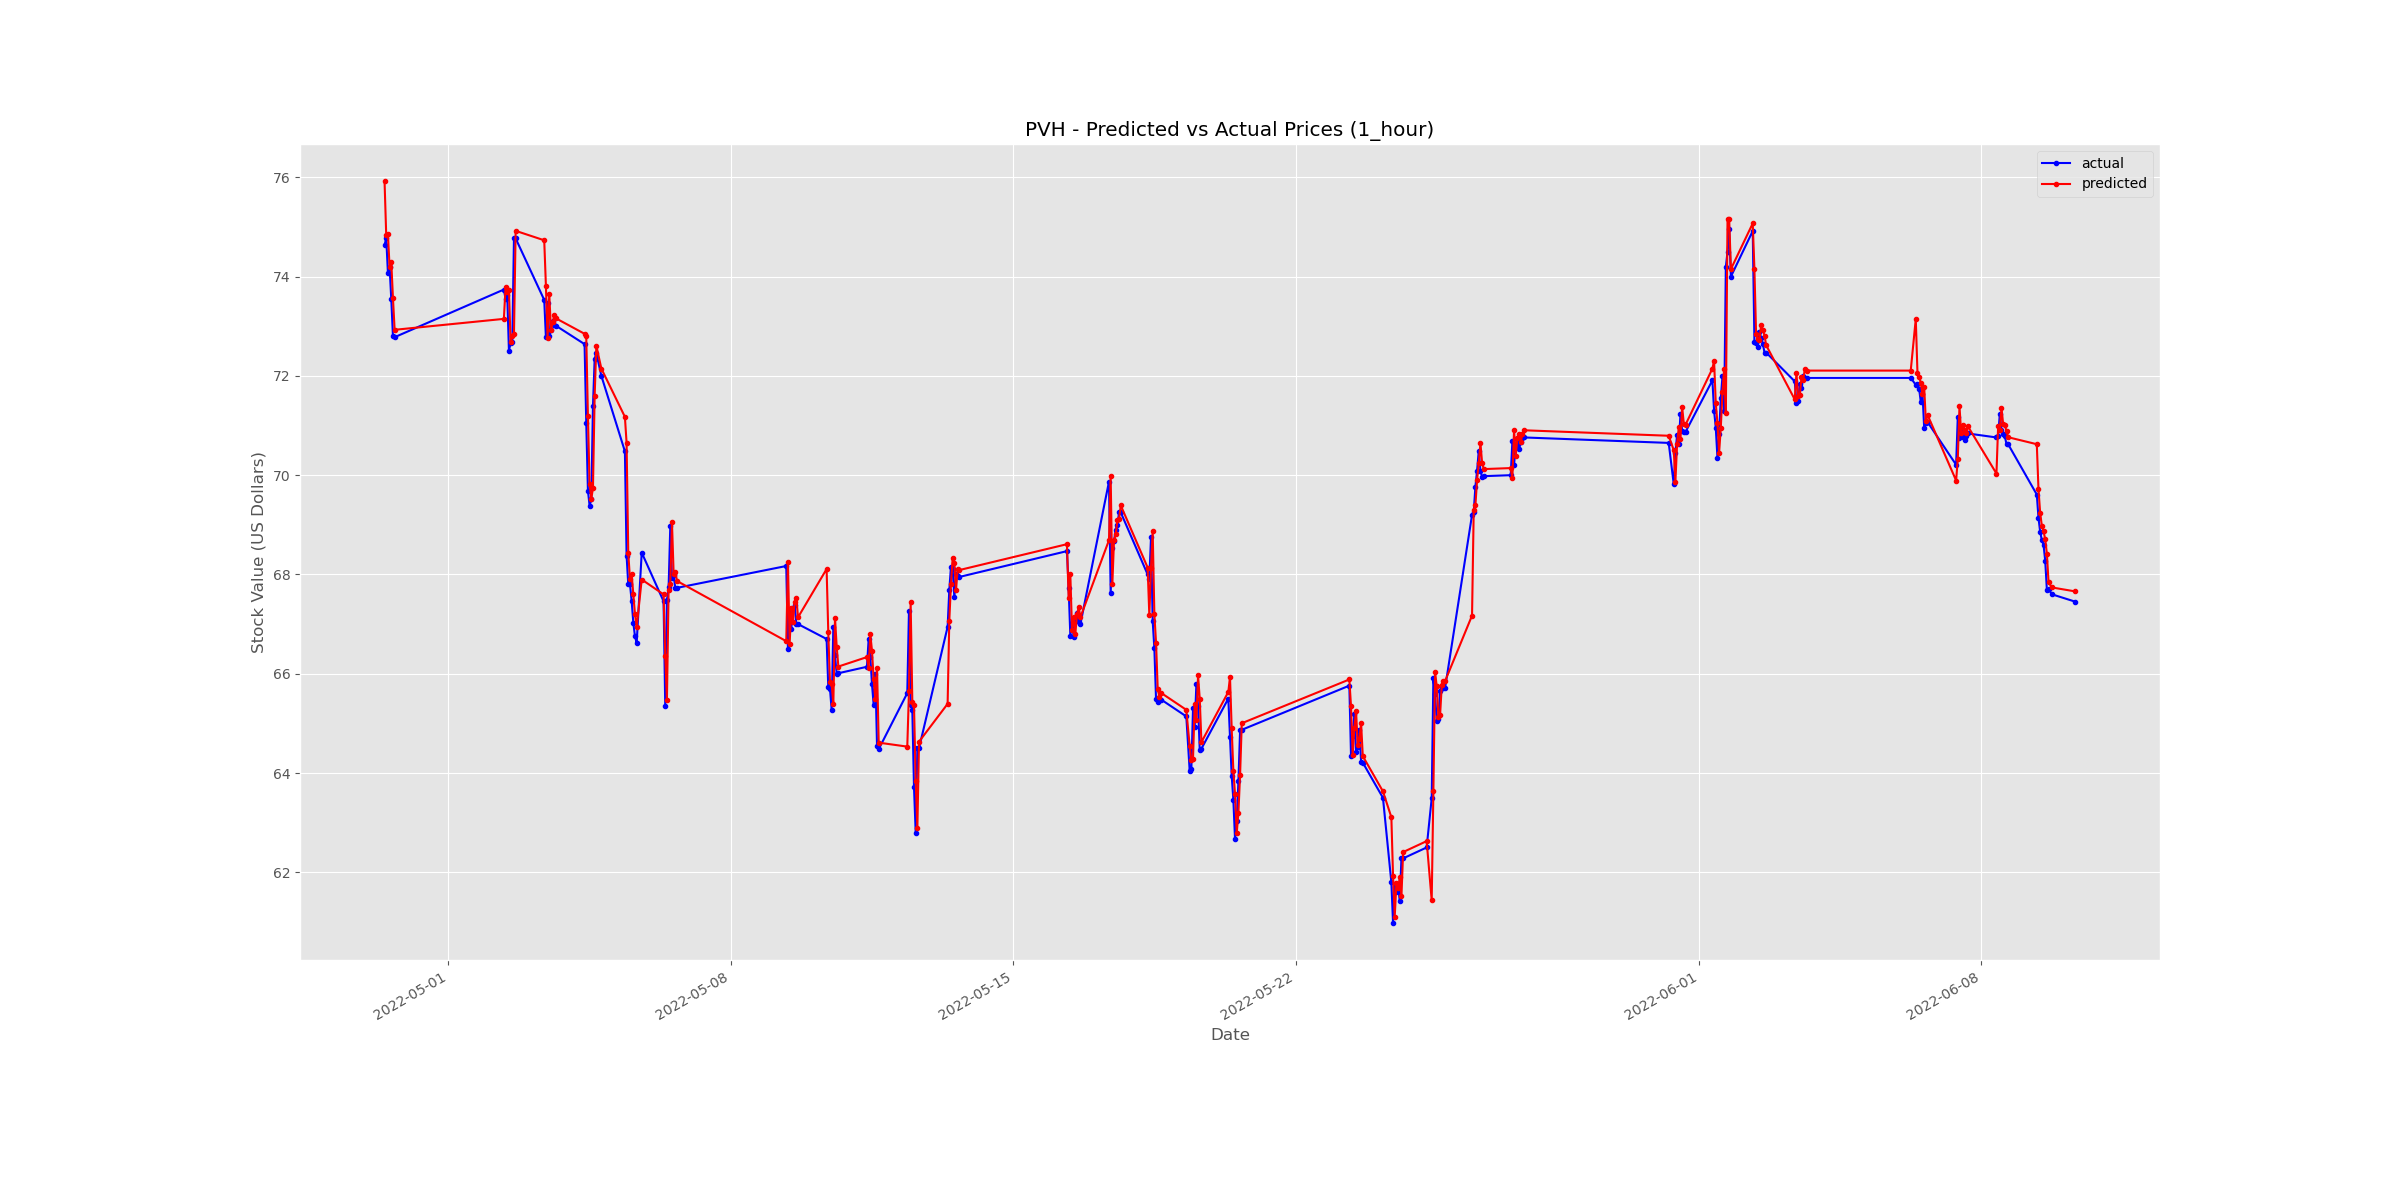 PVH - Predicted vs Actual Prices (1_hour)
actual
predicted
Stock Value (US Dollars)
76
74
72
70
68
66
64
62
2022-05-01
2022-05-08
2022-05-15
2022-05-22
2022-06-01
2022-06-08
Date